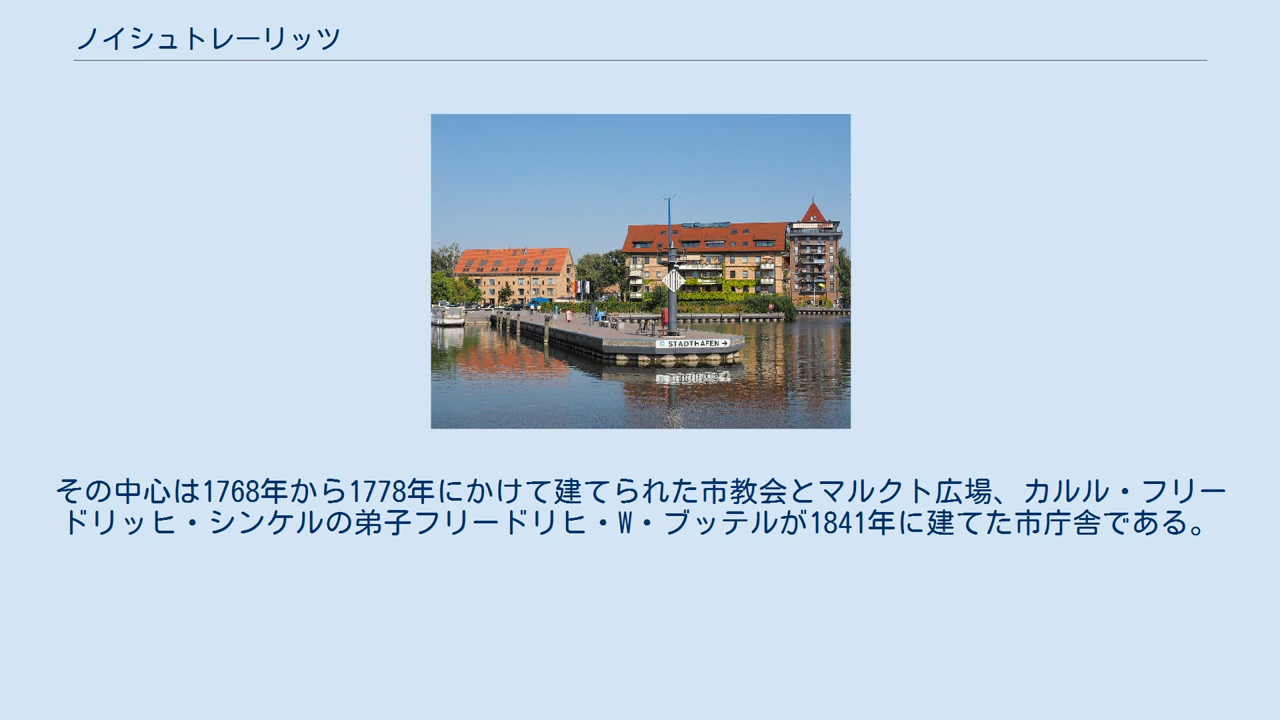 ノイシュトレーリッツ
STADTHAFEN →
その中心は1768年から1778年にかけて建てられた市教会とマルクト広場、カルル・フリー
ドリッヒ・シンケルの弟子フリードリヒ・W・ブッテルが1841年に建てた市庁舎である。